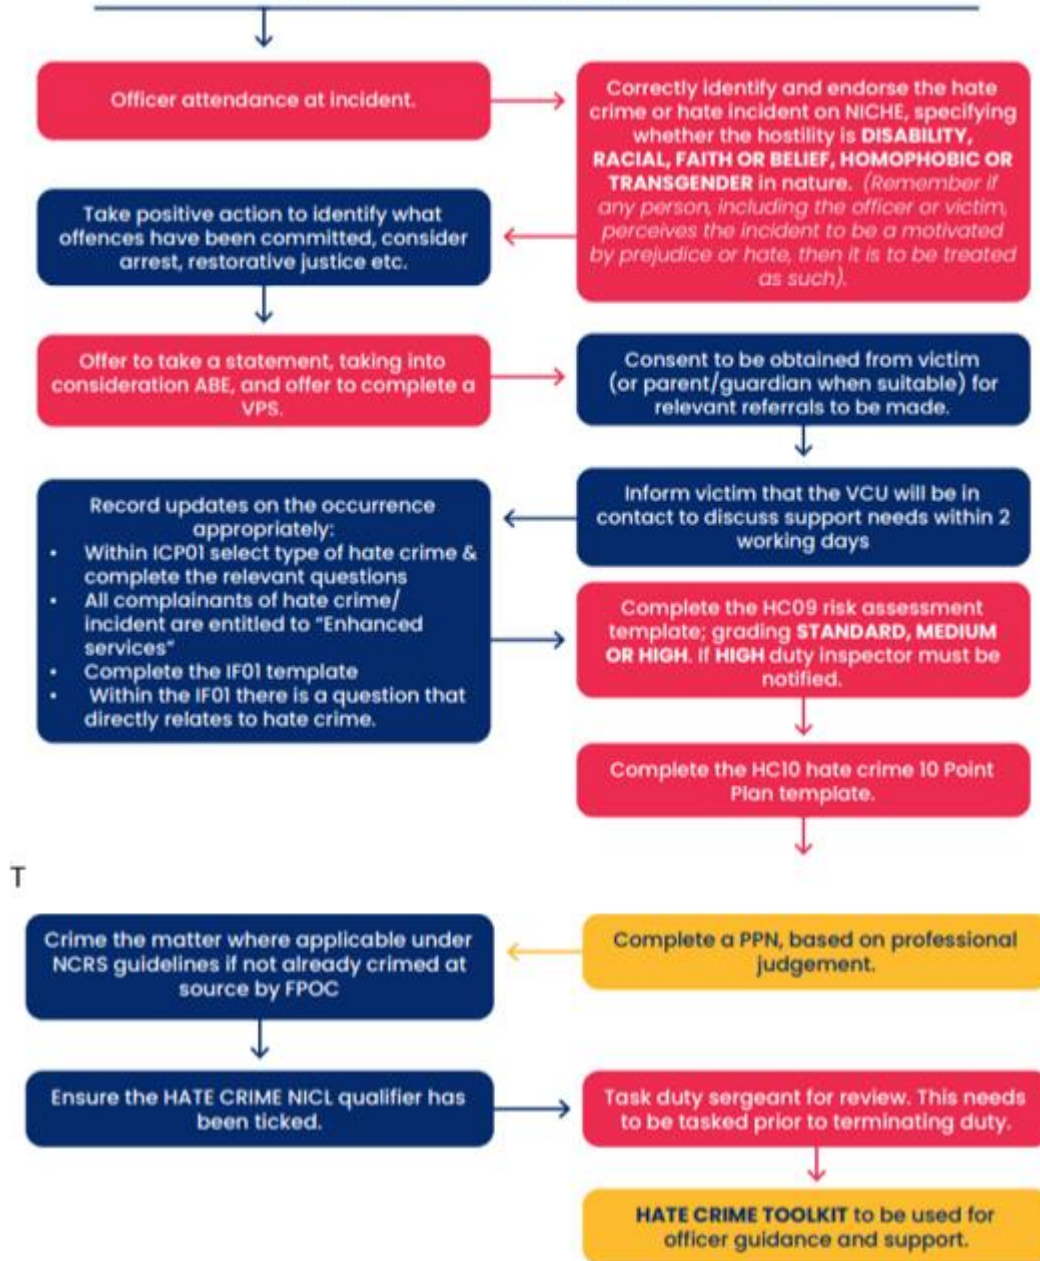 Officer attendance at incident.
Correctly identify and endorse the hate
crime or hate incident on NICHE, specifying
whether the hostility is DISABILITY,
RACIAL, FAITH OR BELIEF, HOMOPHOBIC OR
TRANSGENDER in nature. (Remember if
any person, including the officer or victim,
perceives the incident to be a motivated
by prejudice or hate, then it is to be treated
as such).
Take positive action to identify what
offences have been committed, consider
arrest, restorative justice etc.
Offer to take a statement, taking into
consideration ABE, and offer to complete a
VPS.
Consent to be obtained from victim
(or parent/guardian when suitable) for
relevant referrals to be made.
Inform victim that the VCU will be in
contact to discuss support needs within 2
working days
Record updates on the occurrence
appropriately:
• Within ICP01 select type of hate crime &
complete the relevant questions
• All complainants of hate crime/
incident are entitled to "Enhanced
services"
• Complete the IF01 template
• Within the IF01 there is a question that
directly relates to hate crime.
Complete the HC09 risk assessment
template; grading STANDARD, MEDIUM
OR HIGH. If HIGH duty inspector must be
notified.
Complete the HC10 hate crime 10 Point
Plan template.
T
Complete a PPN, based on professional
judgement.
Crime the matter where applicable under
NCRS guidelines if not already crimed at
source by FPOC
Ensure the HATE CRIME NICL qualifier has
been ticked.
Task duty sergeant for review. This needs
to be tasked prior to terminating duty.
HATE CRIME TOOLKIT to be used for
officer guidance and support.